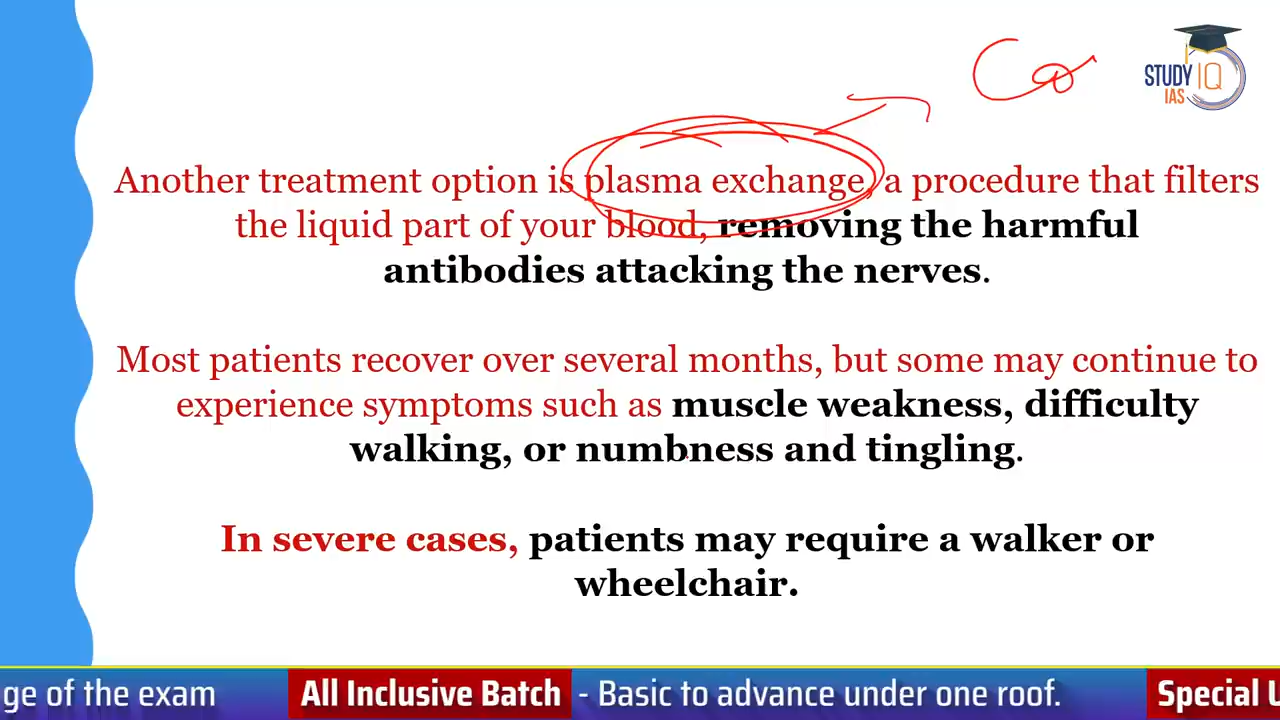 STUDY IQ
IAS
Another treatment option is plasma exchange, a procedure that filters
the liquid part of your blood, removing the harmful
antibodies attacking the nerves.
Most patients recover over several months, but some may continue to
experience symptoms such as muscle weakness, difficulty
walking, or numbness and tingling.
In severe cases, patients may require a walker or
wheelchair.
ge of the exam All Inclusive Batch - Basic to advance under one roof. Special U